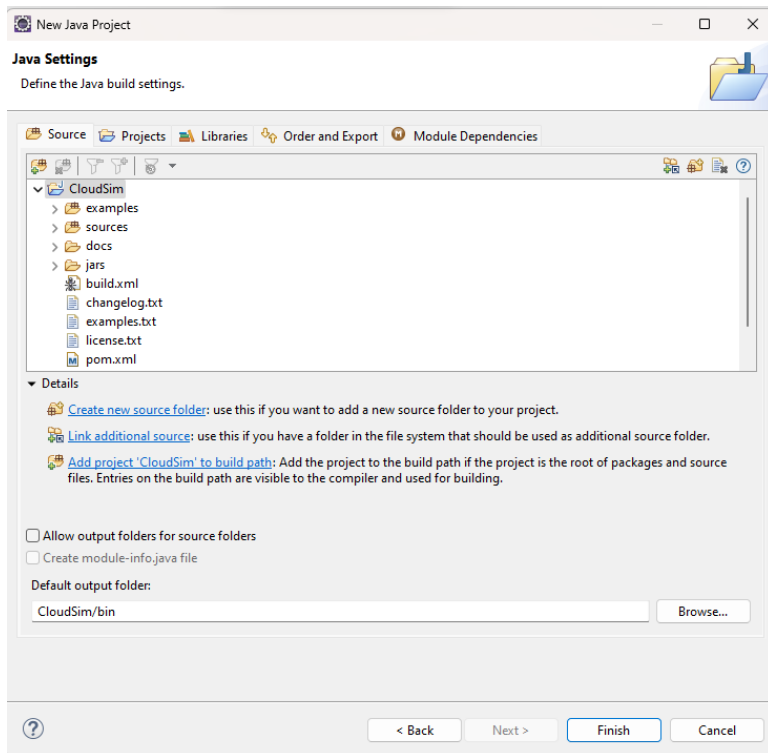 New Java Project
Java Settings
Define the Java build settings.
Source Projects Libraries Order and Export Module Dependencies
CloudSim
examples
sources
docs
jars
build.xml
changelog.txt
examples.txt
license.txt
pom.xml
Details
Create new source folder: use this if you want to add a new source folder to your project.
Link additional source: use this if you have a folder in the file system that should be used as additional source folder.
Add project 'CloudSim' to build path: Add the project to the build path if the project is the root of packages and source
files. Entries on the build path are visible to the compiler and used for building.
Allow output folders for source folders
Create module-info.java file
Default output folder:
CloudSim/bin Browse...
< Back Next > Finish Cancel